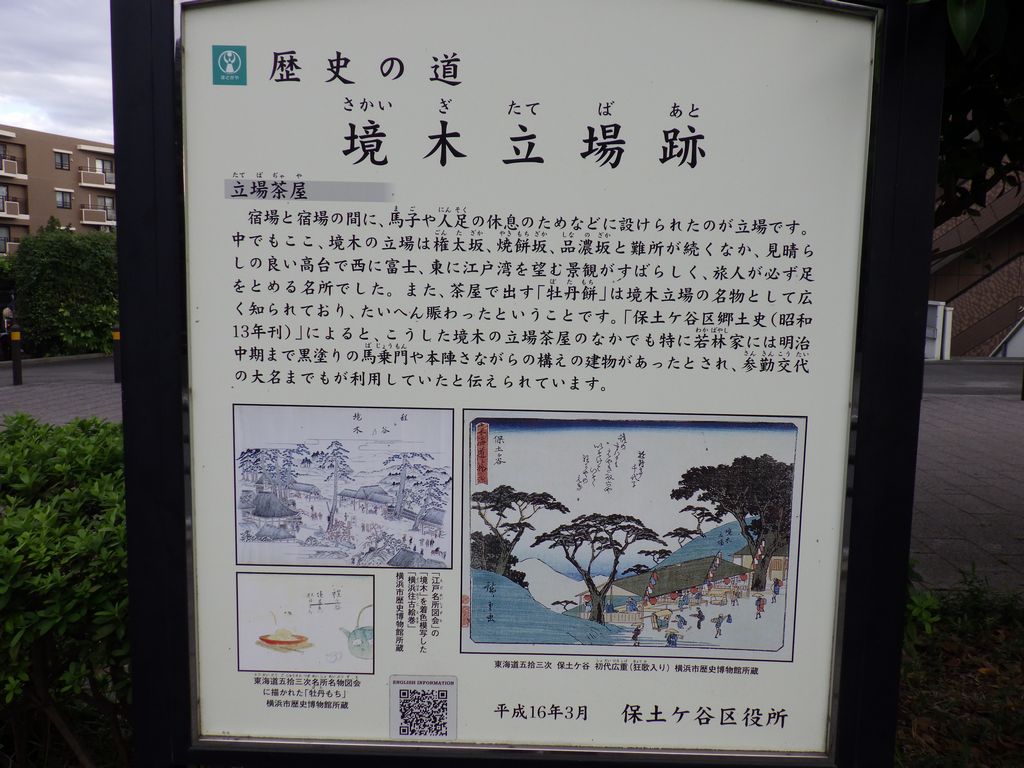 ほどがや
歴史の道
さかい ぎ たて ば あと
境木立場跡
たて ば ぢゃ や
立場茶屋
宿場と宿場の間に、馬子や人足の休息のためなどに設けられたのが立場です。
中でもここ、境木の立場は権太坂、焼餅坂、品濃坂と難所が続くなか、見晴ら
しの良い高台で西に富士、東に江戸湾を望む景観がすばらしく、旅人が必ず足
をとめる名所でした。また、茶屋で出す「牡丹餅」は境木立場の名物として広
く知られており、たいへん賑わったということです。「保土ケ谷区郷土史(昭和
13年刊)」によると、こうした境木の立場茶屋のなかでも特に若林家には明治
中期まで黒塗りの馬乗門や本陣さながらの構えの建物があったとされ、参勤交代
の大名までもが利用していたと伝えられています。
境木
保土ケ谷
「江戸名所図会」の
「境木」を着色模写した
「横浜往古絵巻」
横浜市歴史博物館所蔵
東海道五拾三次名所名物図会
に描かれた「牡丹もち」
横浜市歴史博物館所蔵
東海道五拾三次 保土ケ谷 初代広重(狂歌入り) 横浜市歴史博物館所蔵
ENGLISH INFORMATION
平成16年3月 保土ケ谷区役所